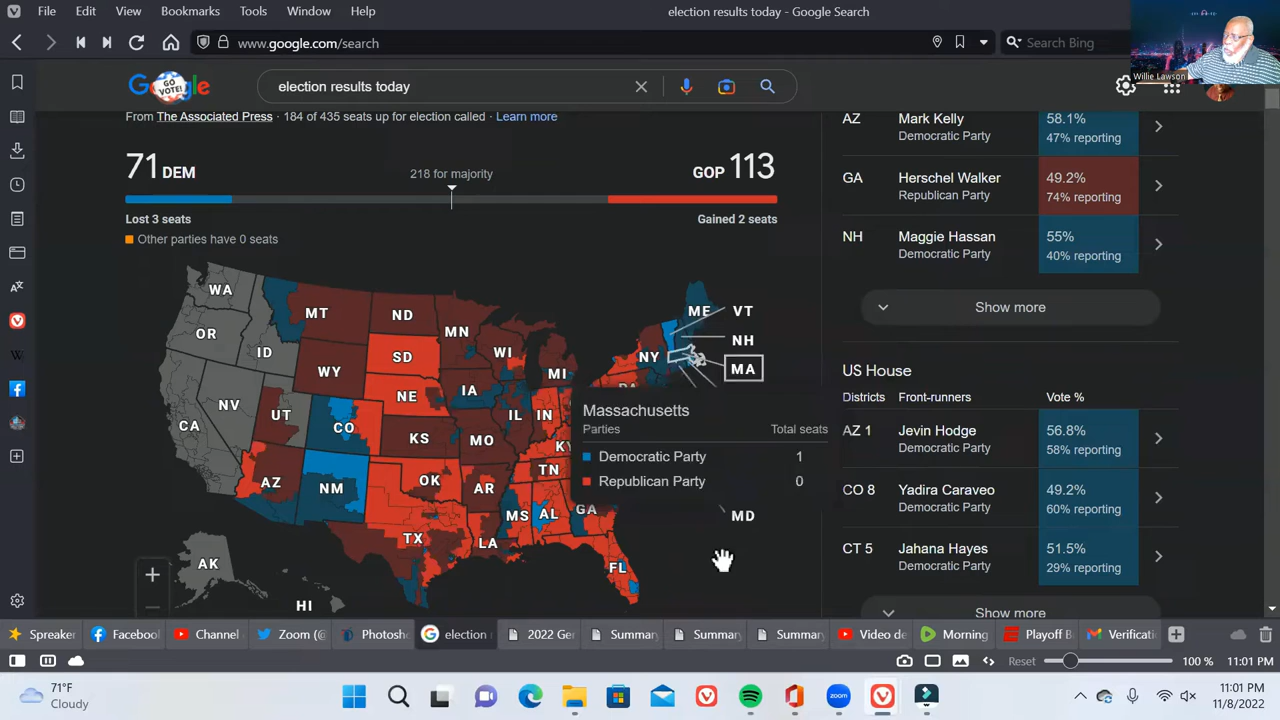 File Edit View Bookmarks Tools Window Help
election results today - Google Search
www.google.com/search
Search Bing
Willie Lawson
GO VOTE!
election results today
From The Associated Press · 184 of 435 seats up for election called · Learn more
71 DEM
218 for majority
GOP 113
Lost 3 seats
Gained 2 seats
Other parties have 0 seats
WA
OR
ID
MT
ND
MN
WI
MI
SD
WY
NE
IA
IL
IN
NV
UT
CO
KS
MO
KY
CA
AZ
NM
OK
AR
TN
TX
LA
MS
AL
GA
FL
AK
HI
NY
PA
ME
VT
NH
MA
MD
Massachusetts
Parties Total seats
Democratic Party 1
Republican Party 0
AZ Mark Kelly 58.1%
Democratic Party 47% reporting
GA Herschel Walker 49.2%
Republican Party 74% reporting
NH Maggie Hassan 55%
Democratic Party 40% reporting
Show more
US House
Districts Front-runners Vote %
AZ 1 Jevin Hodge 56.8%
Democratic Party 58% reporting
CO 8 Yadira Caraveo 49.2%
Democratic Party 60% reporting
CT 5 Jahana Hayes 51.5%
Democratic Party 29% reporting
Show more
Spreaker
Facebook
Channel
Zoom (@
Photosho
election r
2022 Ger
Summary
Summary
Summary
Video de
Morning
Playoff B
Verificati
Reset 100 % 11:01 PM
71°F
Cloudy
11:01 PM
11/8/2022